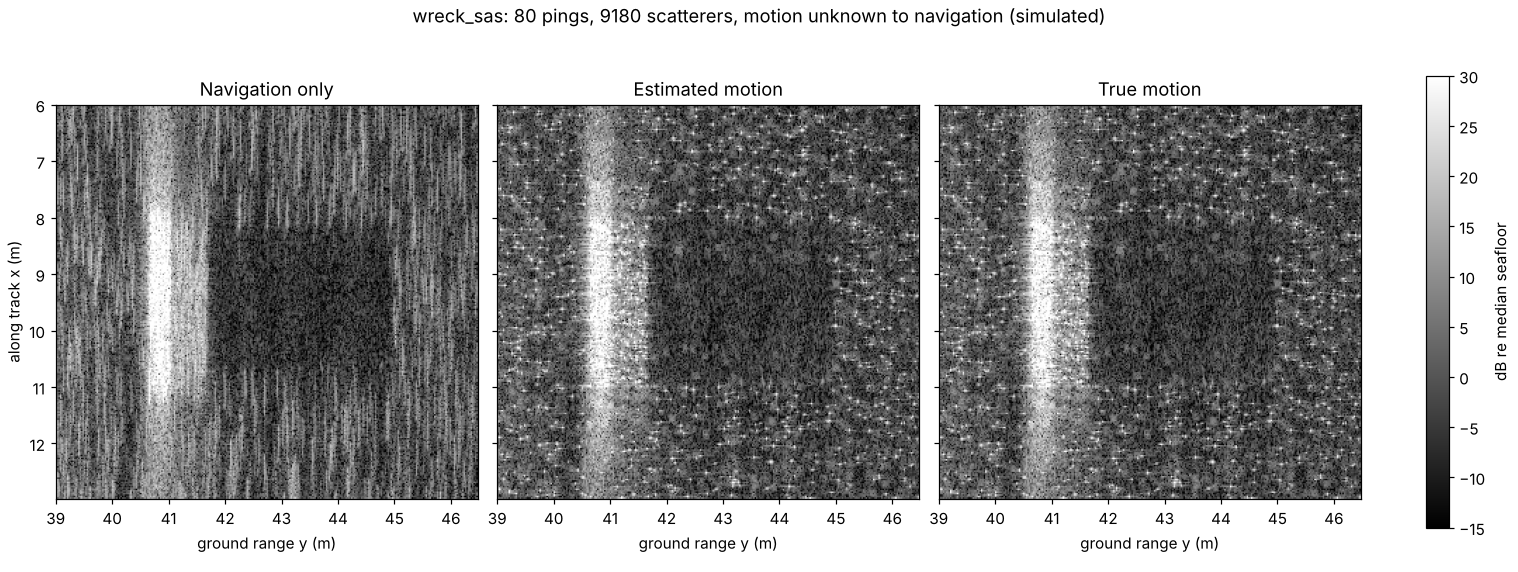 wreck_sas: 80 pings, 9180 scatterers, motion unknown to navigation (simulated)
Navigation only
Estimated motion
True motion
6
7
8
9
10
11
12
along track x (m)
39 40 41 42 43 44 45 46
39 40 41 42 43 44 45 46
39 40 41 42 43 44 45 46
ground range y (m)
ground range y (m)
ground range y (m)
30
25
20
15
10
5
0
−5
−10
−15
dB re median seafloor